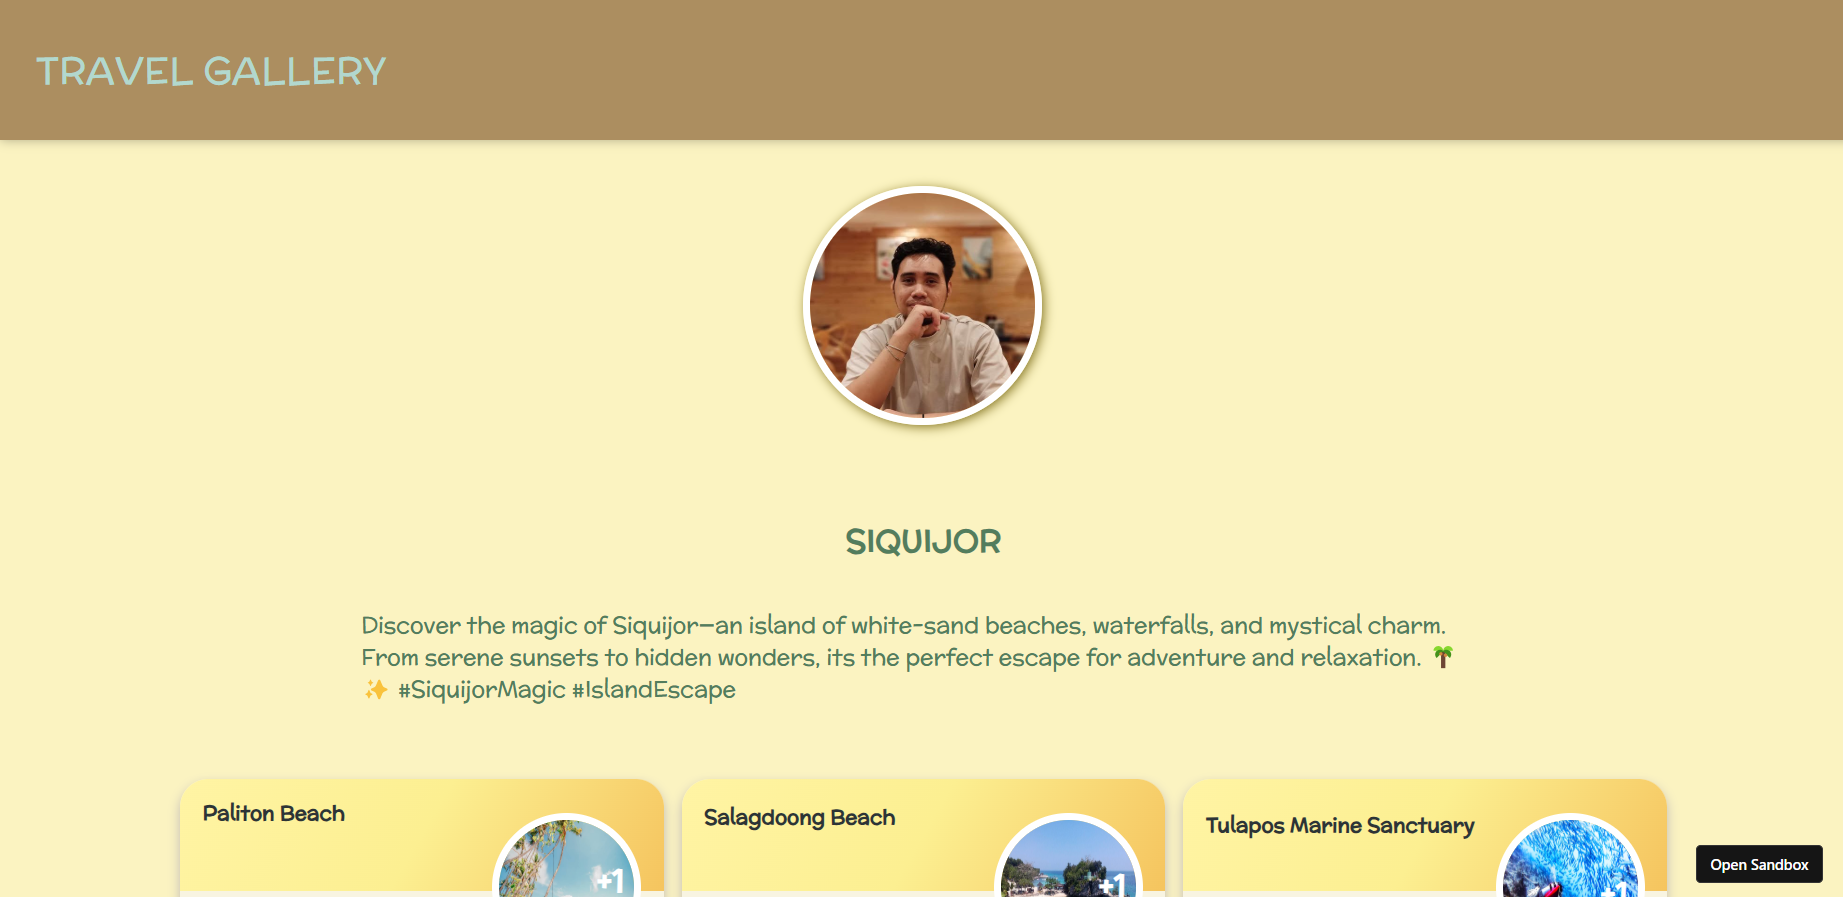 TRAVEL GALLERY
SIQUIJOR
Discover the magic of Siquijor—an island of white-sand beaches, waterfalls, and mystical charm.
From serene sunsets to hidden wonders, its the perfect escape for adventure and relaxation. 🌴
✨ #SiquijorMagic #IslandEscape
Paliton Beach
+1
Salagdoong Beach
+1
Tulapos Marine Sanctuary
+1
Open Sandbox